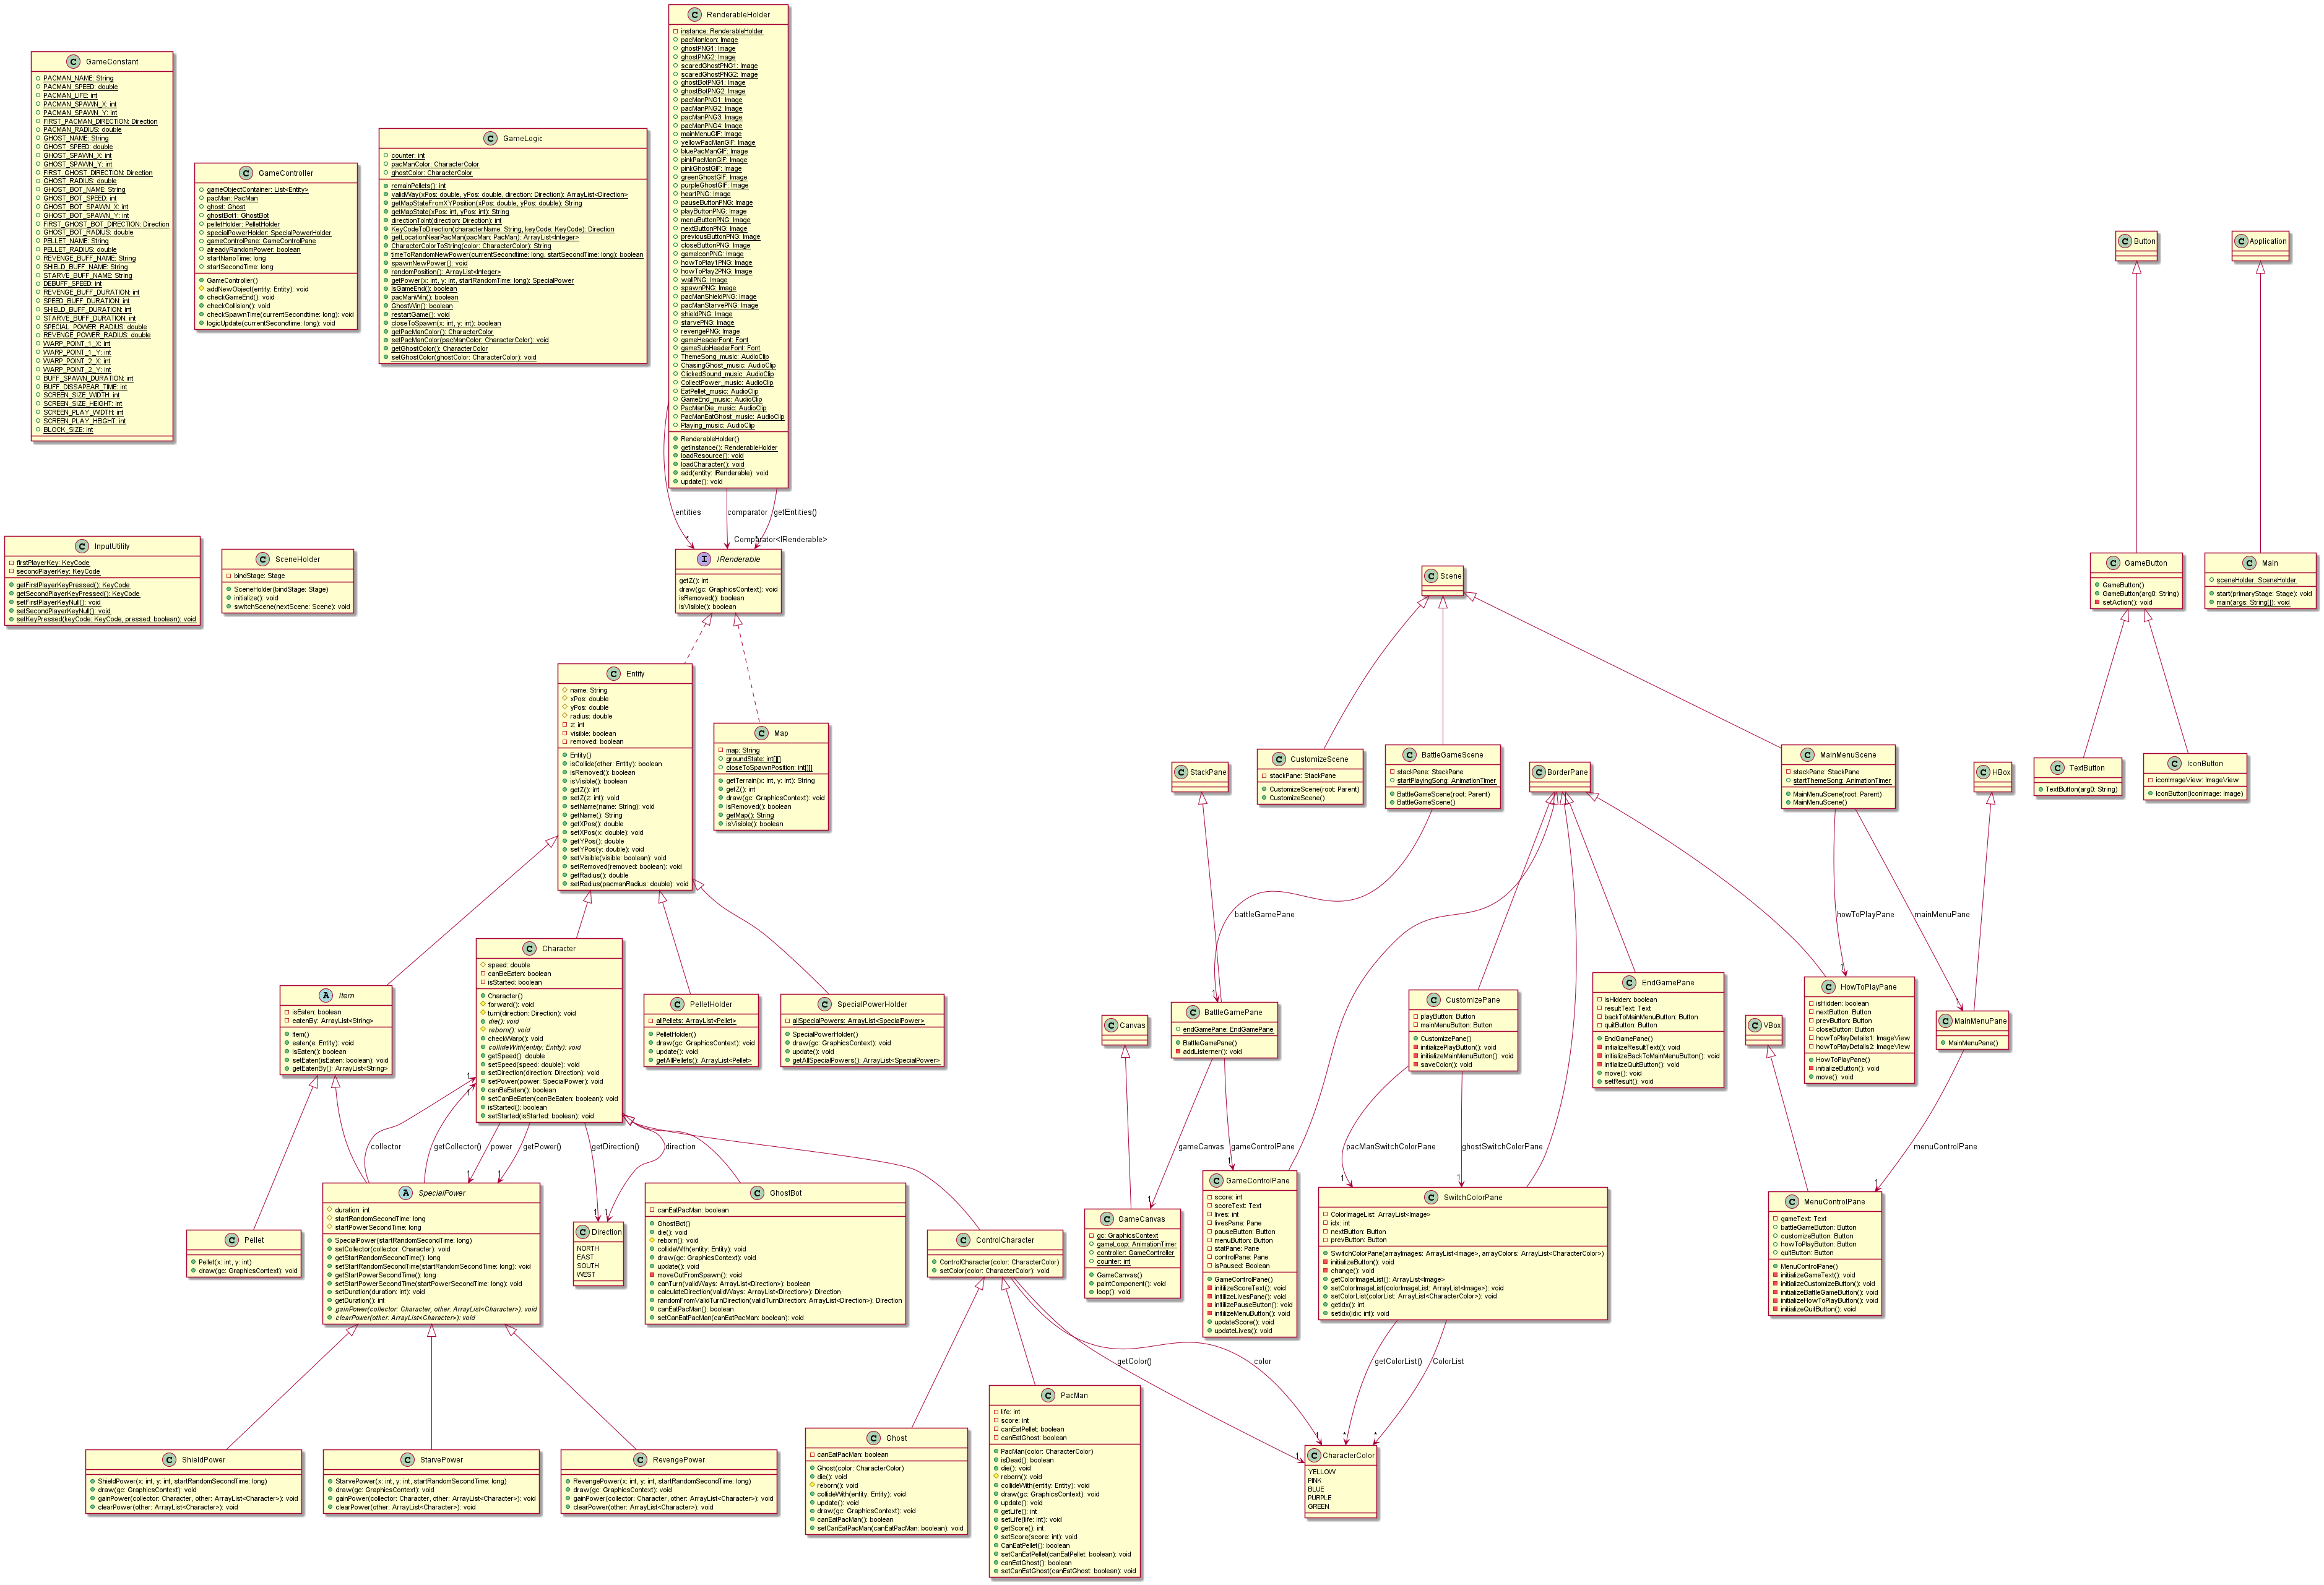 GameConstant
PACMAN_NAME: String
PACMAN_SPEED: double
PACMAN_LIFE: int
PACMAN_SPAWN_X: int
PACMAN_SPAWN_Y: int
FIRST_PACMAN_DIRECTION: Direction
PACMAN_RADIUS: double
GHOST_NAME: String
GHOST_SPEED: double
GHOST_SPAWN_X: int
GHOST_SPAWN_Y: int
FIRST_GHOST_DIRECTION: Direction
GHOST_RADIUS: double
GHOST_BOT_NAME: String
GHOST_BOT_SPEED: int
GHOST_BOT_SPAWN_X: int
GHOST_BOT_SPAWN_Y: int
FIRST_GHOST_BOT_DIRECTION: Direction
GHOST_BOT_RADIUS: double
PELLET_NAME: String
PELLET_RADIUS: double
REVENGE_BUFF_NAME: String
SHIELD_BUFF_NAME: String
STARVE_BUFF_NAME: String
DEBUFF_SPEED: int
REVENGE_BUFF_DURATION: int
SPEED_BUFF_DURATION: int
SHIELD_BUFF_DURATION: int
STARVE_BUFF_DURATION: int
SPECIAL_POWER_RADIUS: double
REVENGE_POWER_RADIUS: double
WARP_POINT_1_X: int
WARP_POINT_1_Y: int
WARP_POINT_2_X: int
WARP_POINT_2_Y: int
BUFF_SPAWN_DURATION: int
BUFF_DISSAPEAR_TIME: int
SCREEN_SIZE_WIDTH: int
SCREEN_SIZE_HEIGHT: int
SCREEN_PLAY_WIDTH: int
SCREEN_PLAY_HEIGHT: int
BLOCK_SIZE: int
GameController
gameObjectContainer: List<Entity>
pacMan: PacMan
ghost: Ghost
ghostBot1: GhostBot
pelletHolder: PelletHolder
specialPowerHolder: SpecialPowerHolder
gameControlPane: GameControlPane
alreadyRandomPower: boolean
startNanoTime: long
startSecondTime: long
GameController()
addNewObject(entity: Entity): void
checkGameEnd(): void
checkCollision(): void
checkSpawnTime(currentSecondtime: long): void
logicUpdate(currentSecondtime: long): void
GameLogic
counter: int
pacManColor: CharacterColor
ghostColor: CharacterColor
remainPellets(): int
validWay(xPos: double, yPos: double, direction: Direction): ArrayList<Direction>
getMapStateFromXYPosition(xPos: double, yPos: double): String
getMapState(xPos: int, yPos: int): String
directionToInt(direction: Direction): int
KeyCodeToDirection(characterName: String, keyCode: KeyCode): Direction
getLocationNearPacMan(pacMan: PacMan): ArrayList<Integer>
CharacterColorToString(color: CharacterColor): String
timeToRandomNewPower(currentSecondtime: long, startSecondTime: long): boolean
spawnNewPower(): void
randomPosition(): ArrayList<Integer>
getPower(x: int, y: int, startRandomTime: long): SpecialPower
IsGameEnd(): boolean
pacManWin(): boolean
GhostWin(): boolean
restartGame(): void
closeToSpawn(x: int, y: int): boolean
getPacManColor(): CharacterColor
setPacManColor(pacManColor: CharacterColor): void
getGhostColor(): CharacterColor
setGhostColor(ghostColor: CharacterColor): void
RenderableHolder
instance: RenderableHolder
pacManIcon: Image
ghostPNG1: Image
ghostPNG2: Image
scaredGhostPNG1: Image
scaredGhostPNG2: Image
ghostBotPNG1: Image
ghostBotPNG2: Image
pacManPNG1: Image
pacManPNG2: Image
pacManPNG3: Image
pacManPNG4: Image
mainMenuGIF: Image
yellowPacManGIF: Image
bluePacManGIF: Image
pinkPacManGIF: Image
pinkGhostGIF: Image
greenGhostGIF: Image
purpleGhostGIF: Image
heartPNG: Image
pauseButtonPNG: Image
playButtonPNG: Image
menuButtonPNG: Image
nextButtonPNG: Image
previousButtonPNG: Image
closeButtonPNG: Image
gameIconPNG: Image
howToPlay1PNG: Image
howToPlay2PNG: Image
wallPNG: Image
spawnPNG: Image
pacManShieldPNG: Image
pacManStarvePNG: Image
shieldPNG: Image
starvePNG: Image
revengePNG: Image
gameHeaderFont: Font
gameSubHeaderFont: Font
ThemeSong_music: AudioClip
ChasingGhost_music: AudioClip
ClickedSound_music: AudioClip
CollectPower_music: AudioClip
EatPellet_music: AudioClip
GameEnd_music: AudioClip
PacManDie_music: AudioClip
PacManEatGhost_music: AudioClip
Playing_music: AudioClip
RenderableHolder()
getInstance(): RenderableHolder
loadResource(): void
loadCharacter(): void
add(entity: IRenderable): void
update(): void
entities
comparator
getEntities()
*
Comparator<IRenderable>
*
InputUtility
firstPlayerKey: KeyCode
secondPlayerKey: KeyCode
getFirstPlayerKeyPressed(): KeyCode
getSecondPlayerKeyPressed(): KeyCode
setFirstPlayerKeyNull(): void
setSecondPlayerKeyNull(): void
setKeyPressed(keyCode: KeyCode, pressed: boolean): void
SceneHolder
bindStage: Stage
SceneHolder(bindStage: Stage)
initialize(): void
switchScene(nextScene: Scene): void
IRenderable
getZ(): int
draw(gc: GraphicsContext): void
isRemoved(): boolean
isVisible(): boolean
Button
Application
GameButton
GameButton()
GameButton(arg0: String)
setAction(): void
Main
sceneHolder: SceneHolder
start(primaryStage: Stage): void
main(args: String[]): void
Scene
Entity
name: String
xPos: double
yPos: double
radius: double
z: int
visible: boolean
removed: boolean
Entity()
isCollide(other: Entity): boolean
isRemoved(): boolean
isVisible(): boolean
getZ(): int
setZ(z: int): void
setName(name: String): void
getName(): String
getXPos(): double
setXPos(x: double): void
getYPos(): double
setYPos(y: double): void
setVisible(visible: boolean): void
setRemoved(removed: boolean): void
getRadius(): double
setRadius(pacmanRadius: double): void
Map
map: String
groundState: int[][]
closeToSpawnPosition: int[][]
getTerrain(x: int, y: int): String
getZ(): int
draw(gc: GraphicsContext): void
isRemoved(): boolean
getMap(): String
isVisible(): boolean
StackPane
CustomizeScene
stackPane: StackPane
CustomizeScene(root: Parent)
CustomizeScene()
BattleGameScene
stackPane: StackPane
startPlayingSong: AnimationTimer
BattleGameScene(root: Parent)
BattleGameScene()
BorderPane
MainMenuScene
stackPane: StackPane
startThemeSong: AnimationTimer
MainMenuScene(root: Parent)
MainMenuScene()
HBox
TextButton
TextButton(arg0: String)
IconButton
iconImageView: ImageView
IconButton(iconImage: Image)
battleGamePane
howToPlayPane
mainMenuPane
1
1
1
Item
isEaten: boolean
eatenBy: ArrayList<String>
Item()
eaten(e: Entity): void
isEaten(): boolean
setEaten(isEaten: boolean): void
getEatenBy(): ArrayList<String>
Character
speed: double
canBeEaten: boolean
isStarted: boolean
Character()
forward(): void
turn(direction: Direction): void
die(): void
reborn(): void
checkWarp(): void
collideWith(entity: Entity): void
getSpeed(): double
setSpeed(speed: double): void
setDirection(direction: Direction): void
setPower(power: SpecialPower): void
canBeEaten(): boolean
setCanBeEaten(canBeEaten: boolean): void
isStarted(): boolean
setStarted(isStarted: boolean): void
PelletHolder
allPellets: ArrayList<Pellet>
PelletHolder()
draw(gc: GraphicsContext): void
update(): void
getAllPellets(): ArrayList<Pellet>
SpecialPowerHolder
allSpecialPowers: ArrayList<SpecialPower>
SpecialPowerHolder()
draw(gc: GraphicsContext): void
update(): void
getAllSpecialPowers(): ArrayList<SpecialPower>
Canvas
BattleGamePane
endGamePane: EndGamePane
BattleGamePane()
addListerner(): void
CustomizePane
playButton: Button
mainMenuButton: Button
CustomizePane()
initializePlayButton(): void
initializeMainMenuButton(): void
saveColor(): void
EndGamePane
isHidden: boolean
resultText: Text
backToMainMenuButton: Button
quitButton: Button
EndGamePane()
initializeResultText(): void
initializeBackToMainMenuButton(): void
initializeQuitButton(): void
move(): void
setResult(): void
VBox
HowToPlayPane
isHidden: boolean
nextButton: Button
prevButton: Button
closeButton: Button
howToPlayDetails1: ImageView
howToPlayDetails2: ImageView
HowToPlayPane()
initializeButton(): void
move(): void
MainMenuPane
MainMenuPane()
1
1
collector
getCollector()
power
getPower()
getDirection()
direction
gameCanvas
gameControlPane
pacManSwitchColorPane
ghostSwitchColorPane
menuControlPane
1
1
1
1
1
1
1
1
1
Pellet
Pellet(x: int, y: int)
draw(gc: GraphicsContext): void
SpecialPower
duration: int
startRandomSecondTime: long
startPowerSecondTime: long
SpecialPower(startRandomSecondTime: long)
setCollector(collector: Character): void
getStartRandomSecondTime(): long
setStartRandomSecondTime(startRandomSecondTime: long): void
getStartPowerSecondTime(): long
setStartPowerSecondTime(startPowerSecondTime: long): void
setDuration(duration: int): void
getDuration(): int
gainPower(collector: Character, other: ArrayList<Character>): void
clearPower(other: ArrayList<Character>): void
Direction
NORTH
EAST
SOUTH
WEST
GhostBot
canEatPacMan: boolean
GhostBot()
die(): void
reborn(): void
collideWith(entity: Entity): void
draw(gc: GraphicsContext): void
update(): void
moveOutFromSpawn(): void
canTurn(validWays: ArrayList<Direction>): boolean
calculateDirection(validWays: ArrayList<Direction>): Direction
randomFromValidTurnDirection(validTurnDirection: ArrayList<Direction>): Direction
canEatPacMan(): boolean
setCanEatPacMan(canEatPacMan: boolean): void
ControlCharacter
ControlCharacter(color: CharacterColor)
setColor(color: CharacterColor): void
GameCanvas
gc: GraphicsContext
gameLoop: AnimationTimer
controller: GameController
counter: int
GameCanvas()
paintComponent(): void
loop(): void
GameControlPane
score: int
scoreText: Text
lives: int
livesPane: Pane
pauseButton: Button
menuButton: Button
statPane: Pane
controlPane: Pane
isPaused: Boolean
GameControlPane()
initilizeScoreText(): void
initilizeLivesPane(): void
initilizePauseButton(): void
initilizeMenuButton(): void
updateScore(): void
updateLives(): void
SwitchColorPane
ColorImageList: ArrayList<Image>
idx: int
nextButton: Button
prevButton: Button
SwitchColorPane(arrayImages: ArrayList<Image>, arrayColors: ArrayList<CharacterColor>)
initializeButton(): void
change(): void
getColorImageList(): ArrayList<Image>
setColorImageList(colorImageList: ArrayList<Image>): void
setColorList(colorList: ArrayList<CharacterColor>): void
getIdx(): int
setIdx(idx: int): void
MenuControlPane
gameText: Text
battleGameButton: Button
customizeButton: Button
howToPlayButton: Button
quitButton: Button
MenuControlPane()
initializeGameText(): void
initializeCustomizeButton(): void
initializeBattleGameButton(): void
initializeHowToPlayButton(): void
initializeQuitButton(): void
getColor()
color
getColorList()
ColorList
1
1
*
*
ShieldPower
ShieldPower(x: int, y: int, startRandomSecondTime: long)
draw(gc: GraphicsContext): void
gainPower(collector: Character, other: ArrayList<Character>): void
clearPower(other: ArrayList<Character>): void
StarvePower
StarvePower(x: int, y: int, startRandomSecondTime: long)
draw(gc: GraphicsContext): void
gainPower(collector: Character, other: ArrayList<Character>): void
clearPower(other: ArrayList<Character>): void
RevengePower
RevengePower(x: int, y: int, startRandomSecondTime: long)
draw(gc: GraphicsContext): void
gainPower(collector: Character, other: ArrayList<Character>): void
clearPower(other: ArrayList<Character>): void
Ghost
canEatPacMan: boolean
Ghost(color: CharacterColor)
die(): void
reborn(): void
collideWith(entity: Entity): void
update(): void
draw(gc: GraphicsContext): void
canEatPacMan(): boolean
setCanEatPacMan(canEatPacMan: boolean): void
PacMan
life: int
score: int
canEatPellet: boolean
canEatGhost: boolean
PacMan(color: CharacterColor)
isDead(): boolean
die(): void
reborn(): void
collideWith(entity: Entity): void
draw(gc: GraphicsContext): void
update(): void
getLife(): int
setLife(life: int): void
getScore(): int
setScore(score: int): void
CanEatPellet(): boolean
setCanEatPellet(canEatPellet: boolean): void
canEatGhost(): boolean
setCanEatGhost(canEatGhost: boolean): void
CharacterColor
YELLOW
PINK
BLUE
PURPLE
GREEN